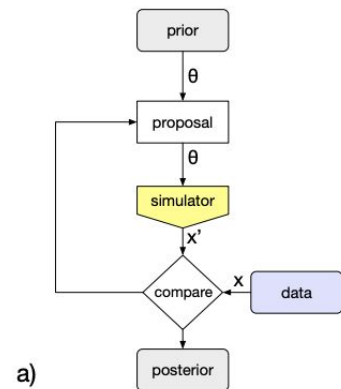 prior
θ
proposal
θ
simulator
x'
compare
x
data
posterior
a)